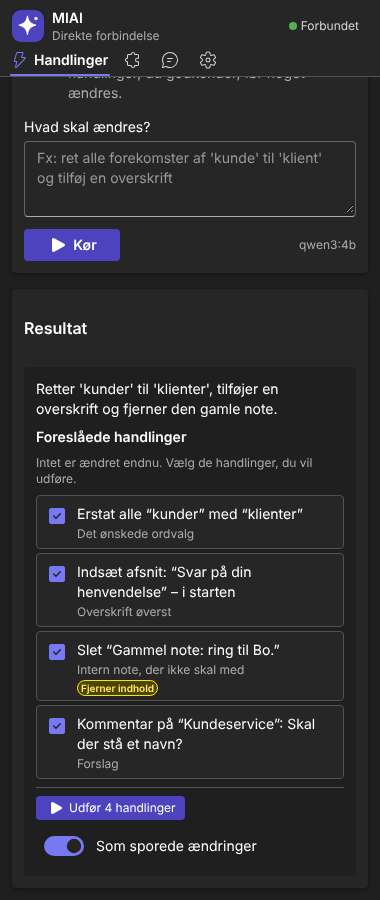 MIAI
Direkte forbindelse
Forbundet
Handlinger
handlinger, du godkender, før noget
ændres.
Hvad skal ændres?
Fx: ret alle forekomster af 'kunde' til 'klient'
og tilføj en overskrift
Kør
qwen3:4b
Resultat
Retter 'kunder' til 'klienter', tilføjer en
overskrift og fjerner den gamle note.
Foreslåede handlinger
Intet er ændret endnu. Vælg de handlinger, du vil
udføre.
Erstat alle “kunder” med “klienter”
Det ønskede ordvalg
Indsæt afsnit: “Svar på din
henvendelse” – i starten
Overskrift øverst
Slet “Gammel note: ring til Bo.”
Intern note, der ikke skal med
Fjerner indhold
Kommentar på “Kundeservice”: Skal
der stå et navn?
Forslag
Udfør 4 handlinger
Som sporede ændringer